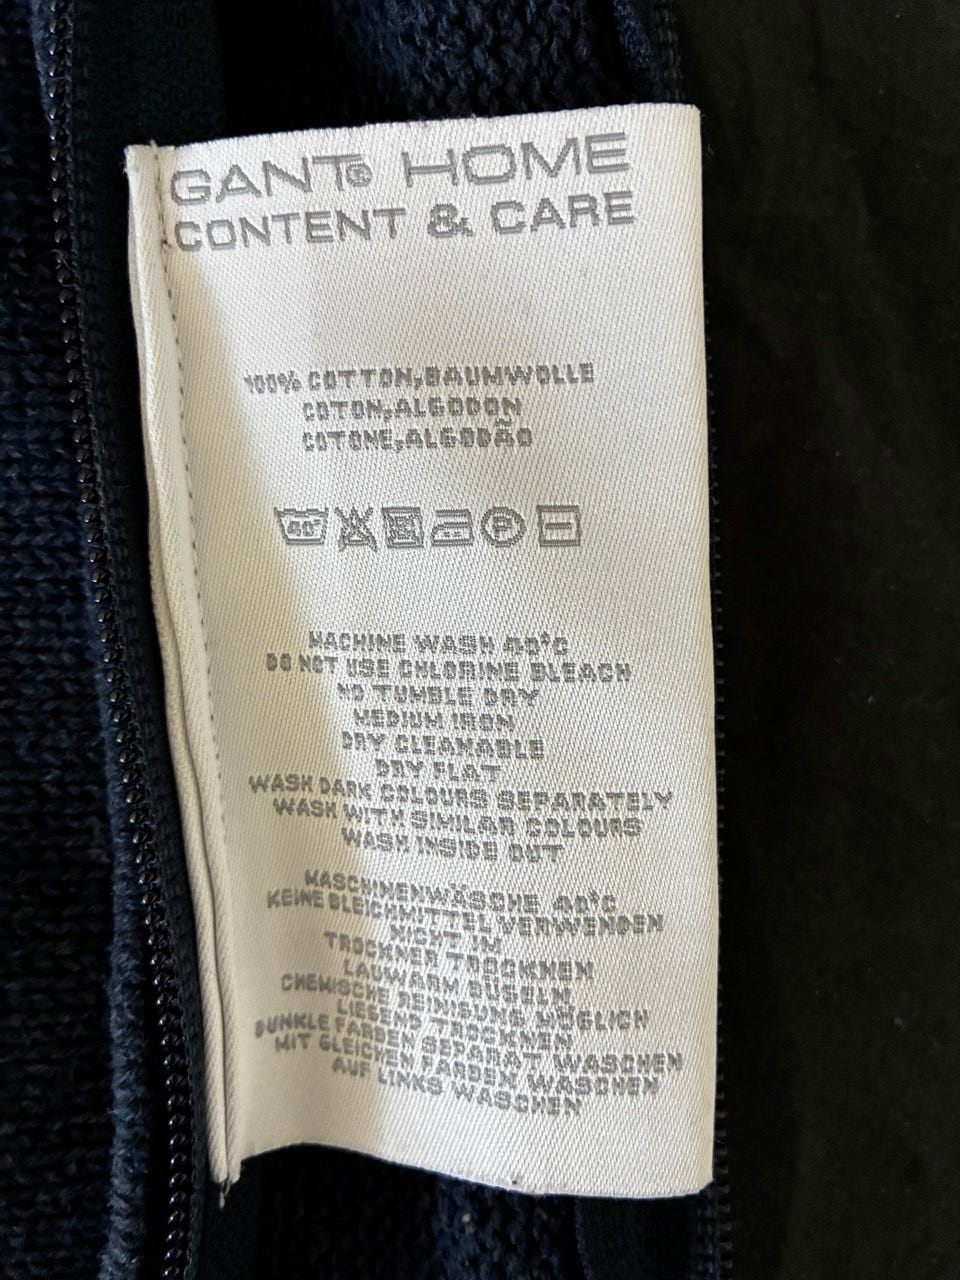 GANT® HOME
CONTENT & CARE
100% COTTON,BAUMWOLLE
COTON,ALGODON
COTONE,ALGODÃO
40° P
MACHINE WASH 40°C
DO NOT USE CHLORINE BLEACH
NO TUMBLE DRY
MEDIUM IRON
DRY CLEANABLE
DRY FLAT
WASH DARK COLOURS SEPARATELY
WASH WITH SIMILAR COLOURS
WASH INSIDE OUT
MASCHINENWÄSCHE 40°C
KEINE BLEICHMITTEL VERWENDEN
NICHT IM
TROCKNER TROCKNEN
LAUWARM BÜGELN
CHEMISCHE REINIGUNG MÖGLICH
LIEGEND TROCKNEN
DUNKLE FARBEN SEPARAT WASCHEN
MIT GLEICHEN FARBEN WASCHEN
AUF LINKS WASCHEN